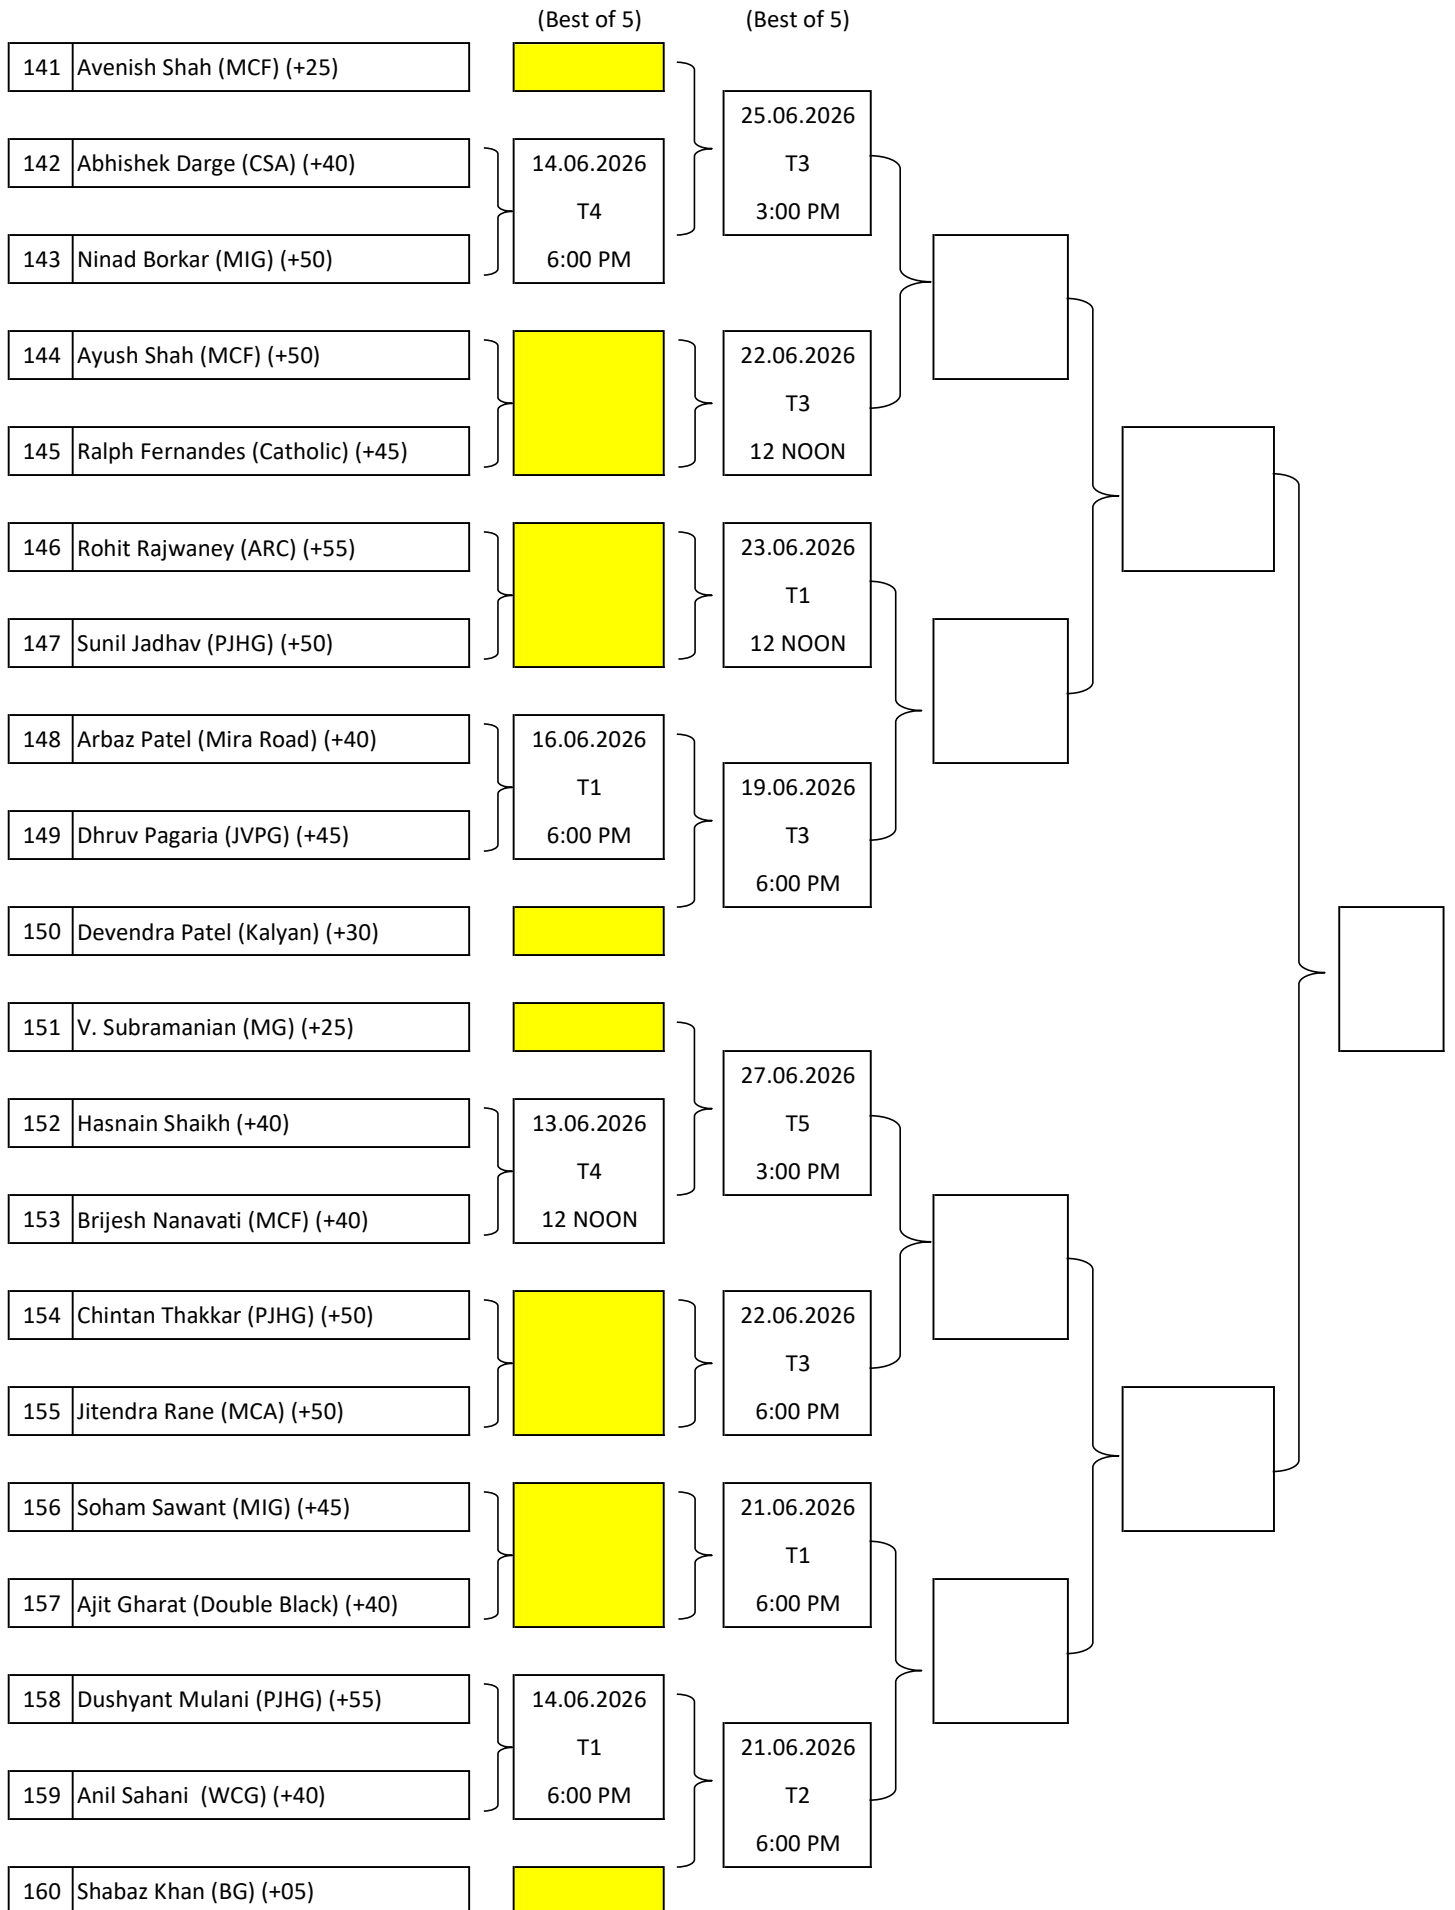 (Best of 5) (Best of 5)
141 Avenish Shah (MCF) (+25)
25.06.2026
142 Abhishek Darge (CSA) (+40) 14.06.2026 T3
T4 3:00 PM
143 Ninad Borkar (MIG) (+50) 6:00 PM
144 Ayush Shah (MCF) (+50) 22.06.2026
T3
145 Ralph Fernandes (Catholic) (+45) 12 NOON
146 Rohit Rajwaney (ARC) (+55) 23.06.2026
T1
147 Sunil Jadhav (PJHG) (+50) 12 NOON
148 Arbaz Patel (Mira Road) (+40) 16.06.2026
T1 19.06.2026
149 Dhruv Pagaria (JVPG) (+45) 6:00 PM T3
6:00 PM
150 Devendra Patel (Kalyan) (+30)
151 V. Subramanian (MG) (+25)
27.06.2026
152 Hasnain Shaikh (+40) 13.06.2026 T5
T4 3:00 PM
153 Brijesh Nanavati (MCF) (+40) 12 NOON
154 Chintan Thakkar (PJHG) (+50) 22.06.2026
T3
155 Jitendra Rane (MCA) (+50) 6:00 PM
156 Soham Sawant (MIG) (+45) 21.06.2026
T1
157 Ajit Gharat (Double Black) (+40) 6:00 PM
158 Dushyant Mulani (PJHG) (+55) 14.06.2026
T1 21.06.2026
159 Anil Sahani (WCG) (+40) 6:00 PM T2
6:00 PM
160 Shabaz Khan (BG) (+05)